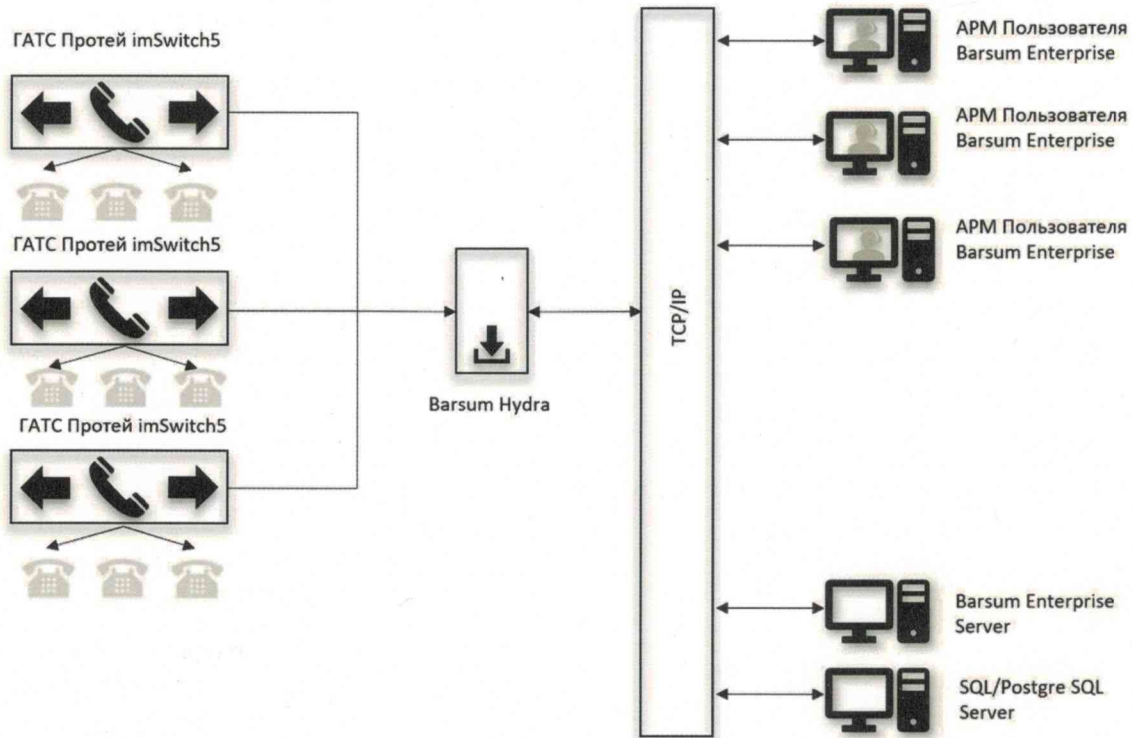 ГАТС Протей imSwitch5
ГАТС Протей imSwitch5
ГАТС Протей imSwitch5
Barsum Hydra
TCP/IP
АРМ Пользователя
Barsum Enterprise
АРМ Пользователя
Barsum Enterprise
АРМ Пользователя
Barsum Enterprise
Barsum Enterprise
Server
SQL/Postgre SQL
Server